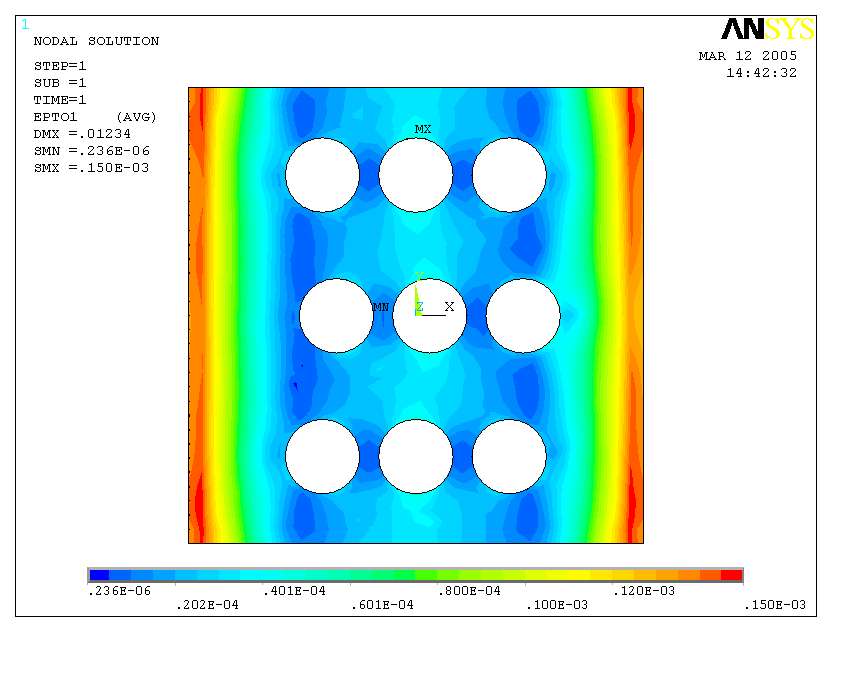 1
ANSYS
NODAL SOLUTION
MAR 12 2005
14:42:32
STEP=1
SUB =1
TIME=1
EPTO1 (AVG)
DMX =.01234
SMN =.236E-06
SMX =.150E-03
MX
MN
Z
X
.236E-06
.401E-04
.800E-04
.120E-03
.202E-04
.601E-04
.100E-03
.150E-03